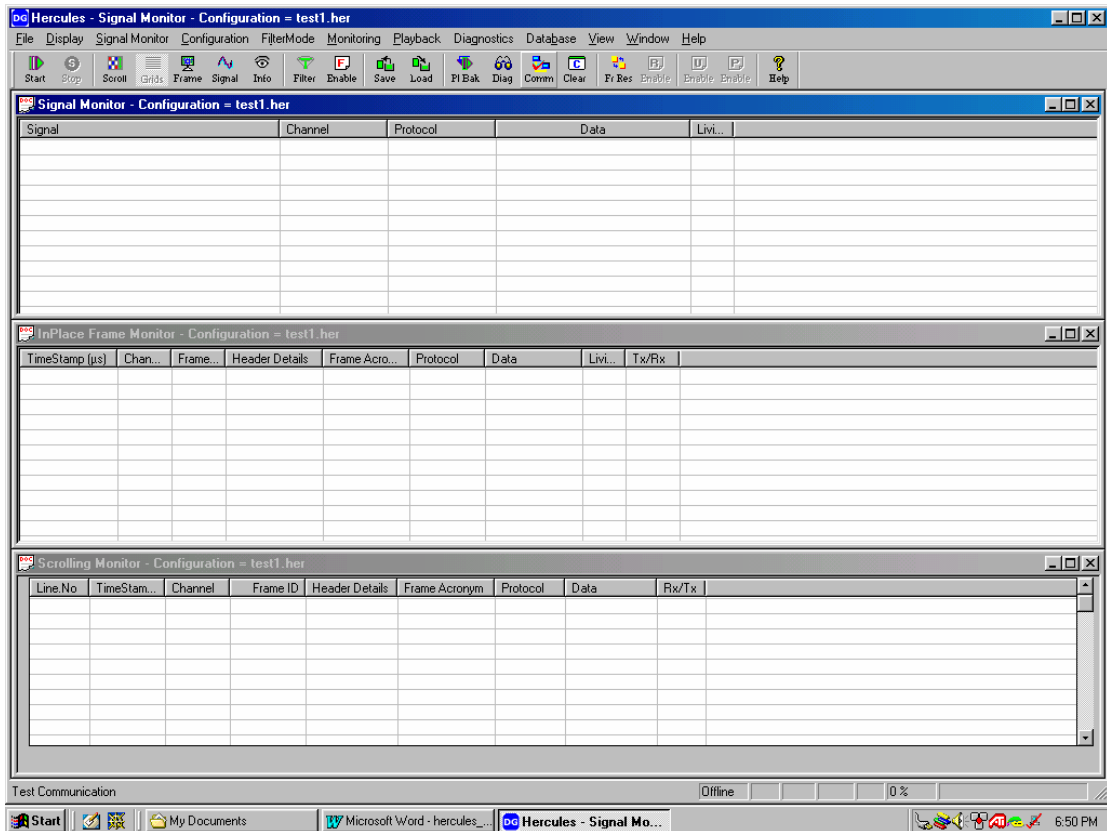 DG Hercules - Signal Monitor - Configuration = test1.her
File Display Signal Monitor Configuration FilterMode Monitoring Playback Diagnostics Database View Window Help
Start Stop Scroll Grids Frame Signal Info Filter Enable Save Load Pl Bak Diag Comm Clear Fr Res Enable Enable Enable Help
Signal Monitor - Configuration = test1.her
Signal Channel Protocol Data Livi...
InPlace Frame Monitor - Configuration = test1.her
TimeStamp (µs) Chan... Frame... Header Details Frame Acro... Protocol Data Livi... Tx/Rx
Scrolling Monitor - Configuration = test1.her
Line.No TimeStam... Channel Frame ID Header Details Frame Acronym Protocol Data Rx/Tx
Test Communication Offline 0 %
Start My Documents Microsoft Word - hercules_... DG Hercules - Signal Mo... 6:50 PM